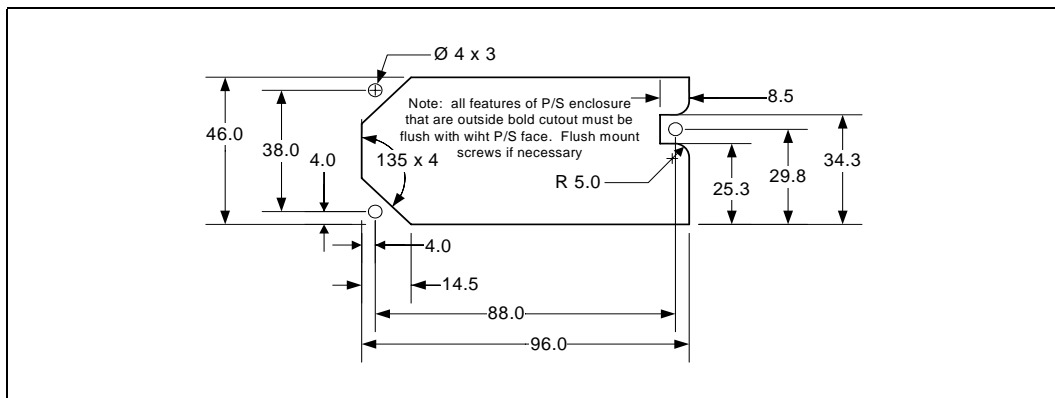 Ø 4 x 3
Note: all features of P/S enclosure
that are outside bold cutout must be
flush with wiht P/S face. Flush mount
screws if necessary
8.5
46.0
38.0
4.0
135 x 4
R 5.0
34.3
29.8
25.3
4.0
14.5
88.0
96.0